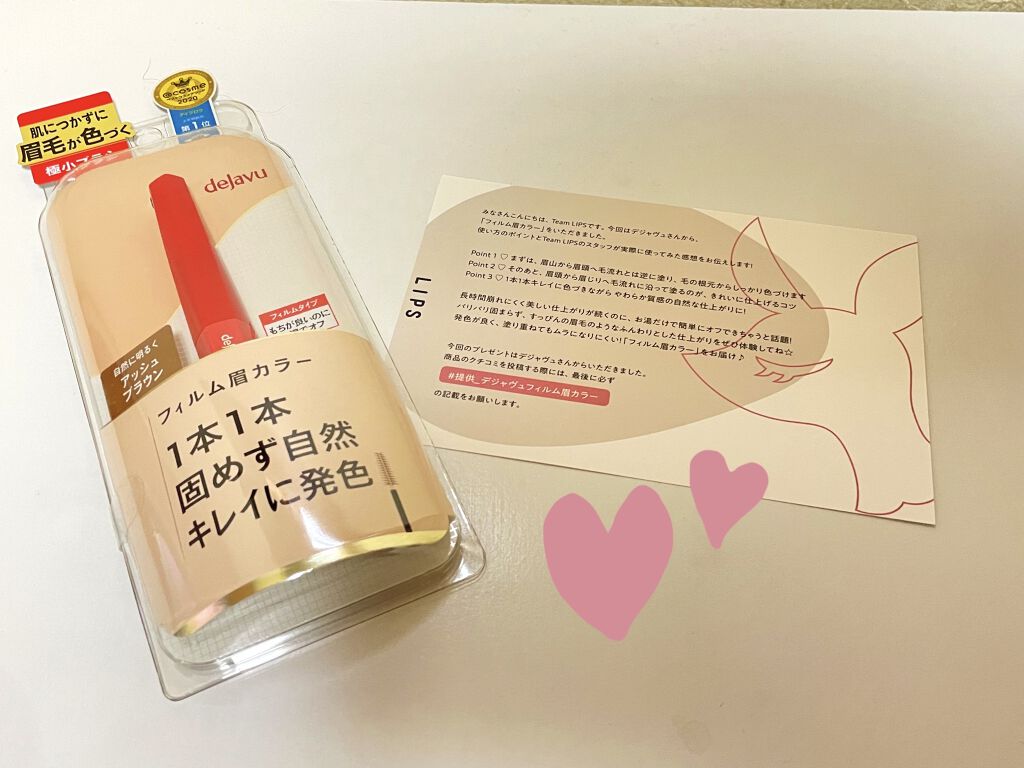 肌につかずに
眉毛が色づく
極小ブラシ
@cosme
2020
第1位
dejavu
フィルムタイプ
もちが良いのに
自然に明るく
アッシュ
ブラウン
フィルム眉カラー
1本1本
固めず自然
キレイに発色
LIPS
みなさんこんにちは、Team LIPSです。今回はデジャヴュさんから、
「フィルム眉カラー」をいただきました。
使い方のポイントとTeam LIPSのスタッフが実際に使ってみた感想をお伝えします!
Point 1 ♡ まずは、眉山から眉頭へ毛流れとは逆に塗り、毛の根元からしっかり色づけます
Point 2 ♡ そのあと、眉頭から眉じりへ毛流れに沿って塗るのが、きれいに仕上げるコツ
Point 3 ♡ 1本1本キレイに色づきながら やわらか質感の自然な仕上がりに!
長時間崩れにくく美しい仕上がりが続くのに、お湯だけで簡単にオフできちゃうと話題!
パリパリ固まらず、すっぴんの眉毛のようなふんわりとした仕上がりをぜひ体験してね☆
発色が良く、塗り重ねてもムラになりにくい!「フィルム眉カラー」をお届け♪
今回のプレゼントはデジャヴュさんからいただきました。
商品のクチコミを投稿する際には、最後に必ず
#提供_デジャヴュフィルム眉カラー
の記載をお願いします。